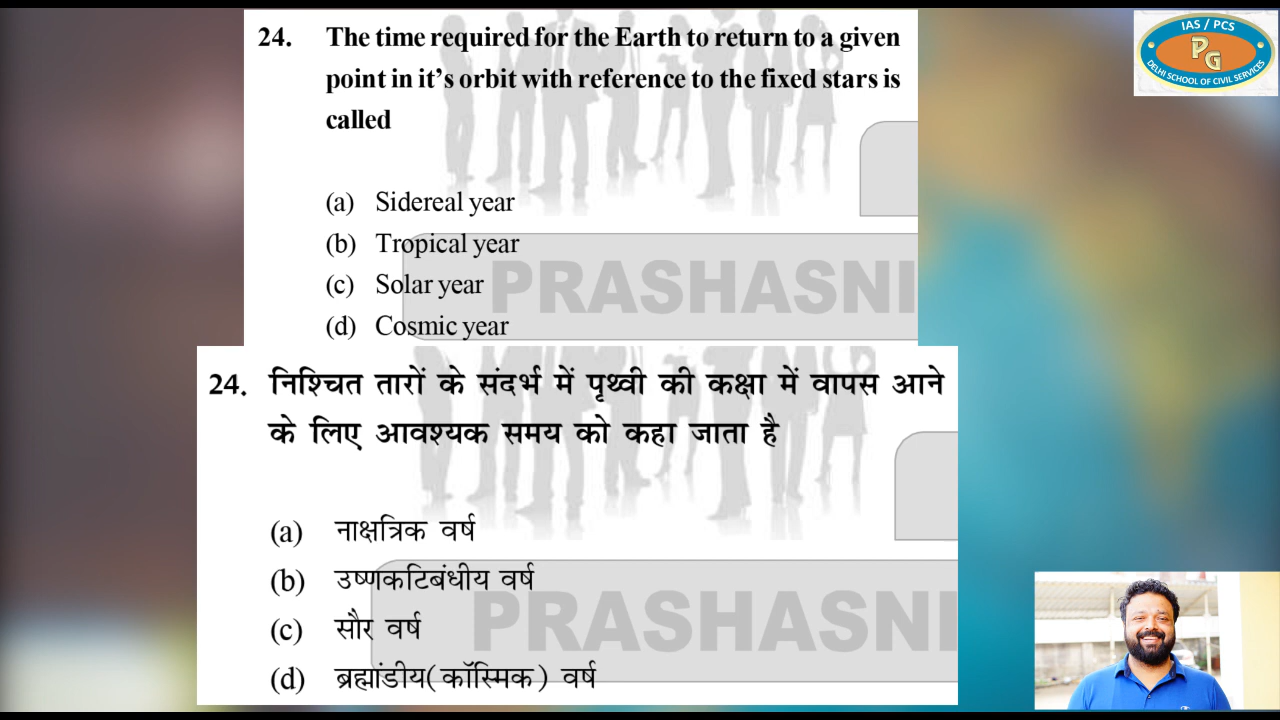 IAS / PCS
PG
DELHI SCHOOL OF CIVIL SERVICES
24. The time required for the Earth to return to a given
point in it's orbit with reference to the fixed stars is
called
(a) Sidereal year
(b) Tropical year
(c) Solar year
(d) Cosmic year
PRASHASNI
24. निश्चित तारों के संदर्भ में पृथ्वी की कक्षा में वापस आने
के लिए आवश्यक समय को कहा जाता है
(a) नाक्षत्रिक वर्ष
(b) उष्णकटिबंधीय वर्ष
(c) सौर वर्ष
(d) ब्रह्मांडीय(कॉस्मिक) वर्ष
PRASHASNI